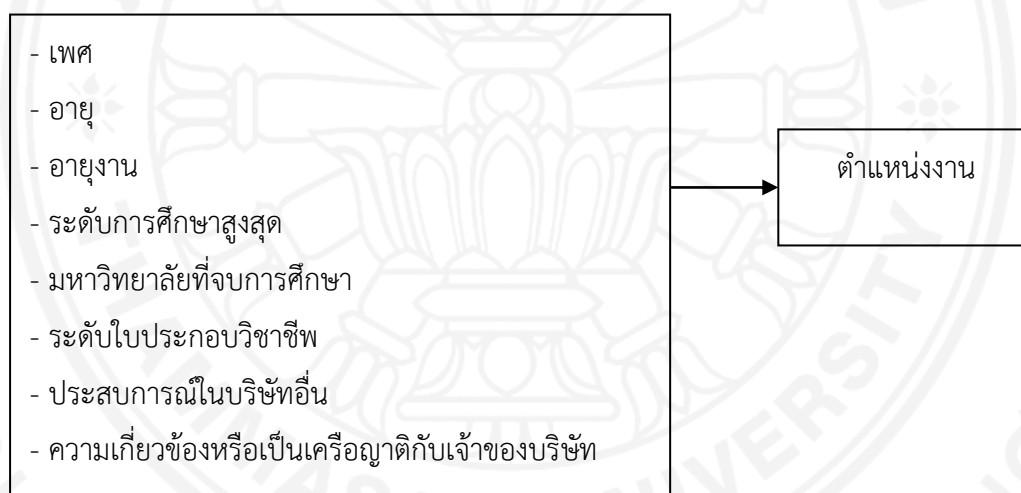 - เพศ
- อายุ
- อายุงาน
- ระดับการศึกษาสูงสุด
- มหาวิทยาลัยที่จบการศึกษา
- ระดับใบประกอบวิชาชีพ
- ประสบการณ์ในบริษัทอื่น
- ความเกี่ยวข้องหรือเป็นเครือญาติกับเจ้าของบริษัท
ตำแหน่งงาน